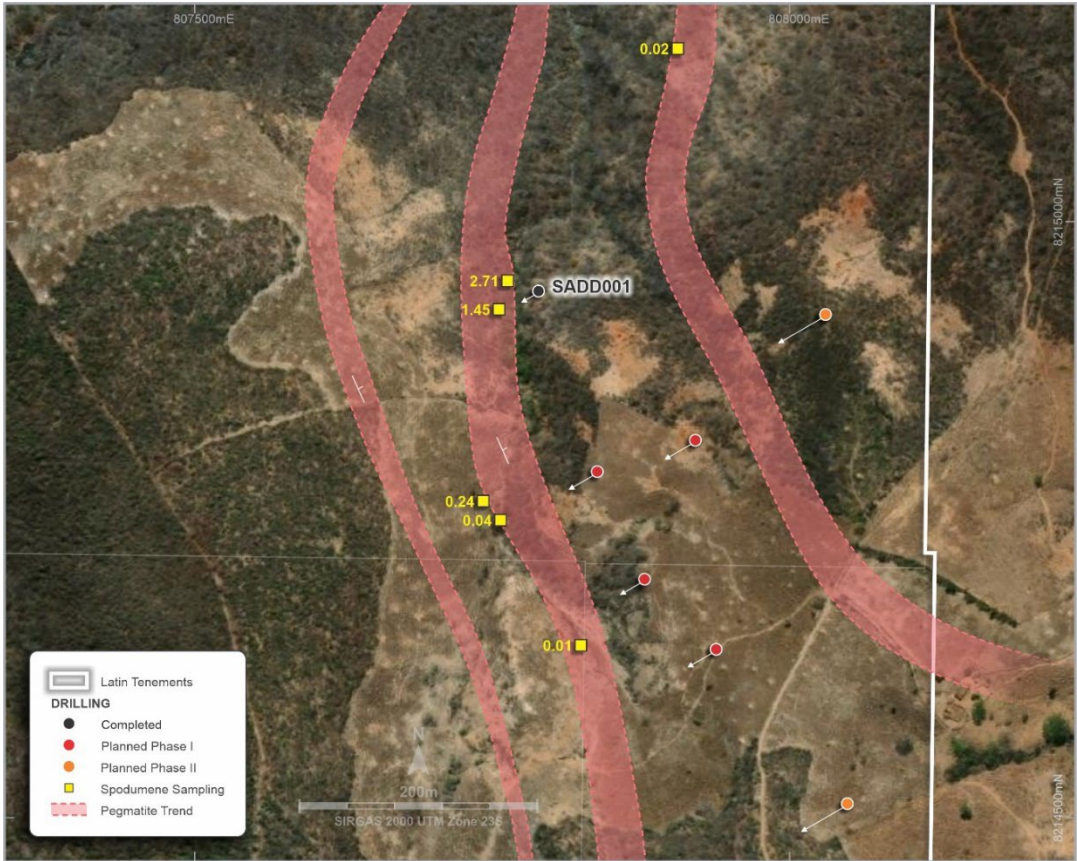 807500mE
808000mE
0.02
8215000mN
2.71
SADD001
1.45
0.24
0.04
0.01
Latin Tenements
DRILLING
Completed
Planned Phase I
Planned Phase II
Spodumene Sampling
Pegmatite Trend
N
200m
SIRGAS 2000 UTM Zone 23S
8214500mN